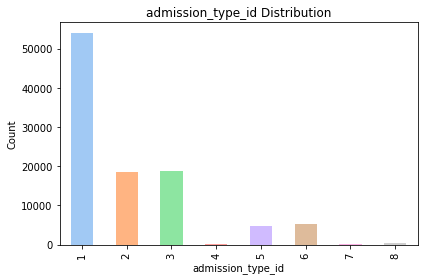 admission_type_id Distribution
50000
40000
30000
20000
10000
0
Count
1 2 3 4 5 6 7 8
admission_type_id